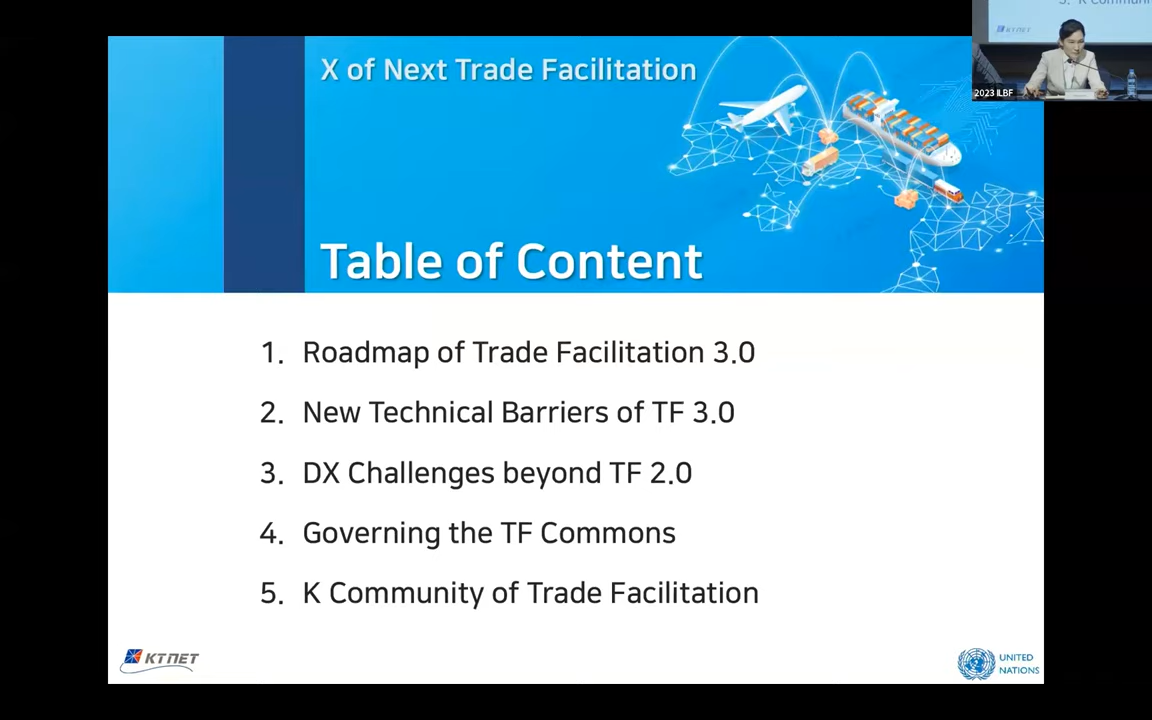 X of Next Trade Facilitation
Table of Content
1. Roadmap of Trade Facilitation 3.0
2. New Technical Barriers of TF 3.0
3. DX Challenges beyond TF 2.0
4. Governing the TF Commons
5. K Community of Trade Facilitation
KTNET
UNITED
NATIONS
2023 ILBF